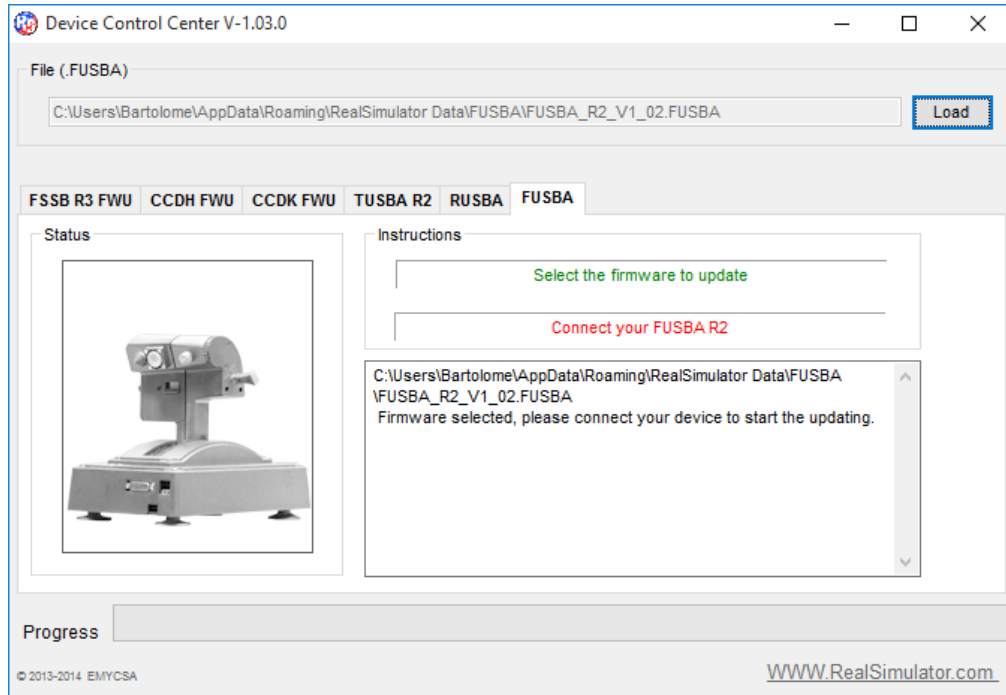 Device Control Center V-1.03.0
File (.FUSBA)
C:\Users\Bartolome\AppData\Roaming\RealSimulator Data\FUSBA\FUSBA_R2_V1_02.FUSBA
Load
FSSB R3 FWU CCDH FWU CCDK FWU TUSBA R2 RUSBA FUSBA
Status
Instructions
Select the firmware to update
Connect your FUSBA R2
C:\Users\Bartolome\AppData\Roaming\RealSimulator Data\FUSBA
\FUSBA_R2_V1_02.FUSBA
Firmware selected, please connect your device to start the updating.
Progress
© 2013-2014 EMYCSA
WWW.RealSimulator.com